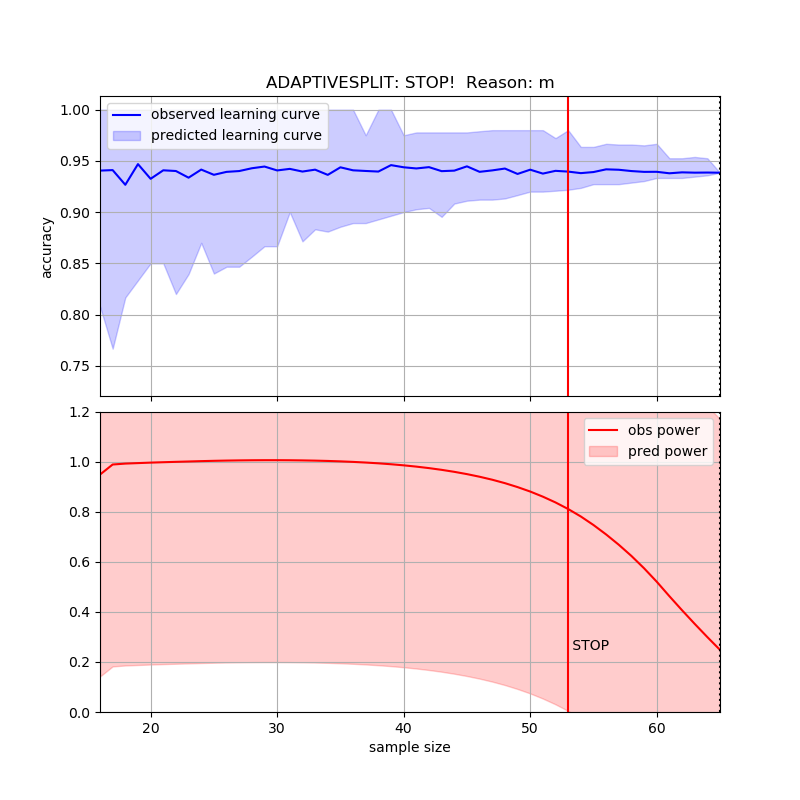 ADAPTIVESPLIT: STOP!  Reason: m
1.00
0.95
0.90
0.85
0.80
0.75
accuracy
observed learning curve
predicted learning curve
1.2
1.0
0.8
0.6
0.4
0.2
0.0
obs power
pred power
STOP
20 30 40 50 60
sample size